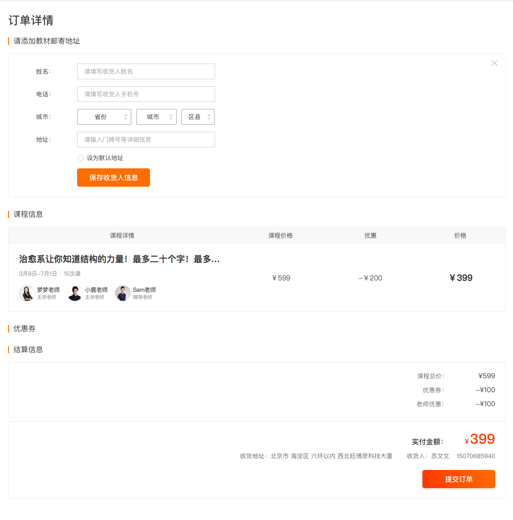 订单详情
请添加教材邮寄地址
姓名： 请填写收货人姓名
电话： 请填写收货人手机号
城市： 省份 城市 区县
地址： 请输入门牌号等详细信息
设为默认地址
保存收货人信息
课程信息
课程详情 课程价格 优惠 价格
治愈系让你知道结构的力量！最多二十个字！最多...
3月9日-7月1日 | 15次课
¥599 -¥200 ¥399
梦梦老师 小鹿老师 Sam老师
主讲老师 主讲老师 辅导老师
优惠券
结算信息
课程总价： ¥599
优惠券： -¥100
老师优惠： -¥100
实付金额： ¥399
收货地址：北京市 海淀区 六环以内 西北旺博彦科技大厦 收货人：苏文文 15070685940
提交订单